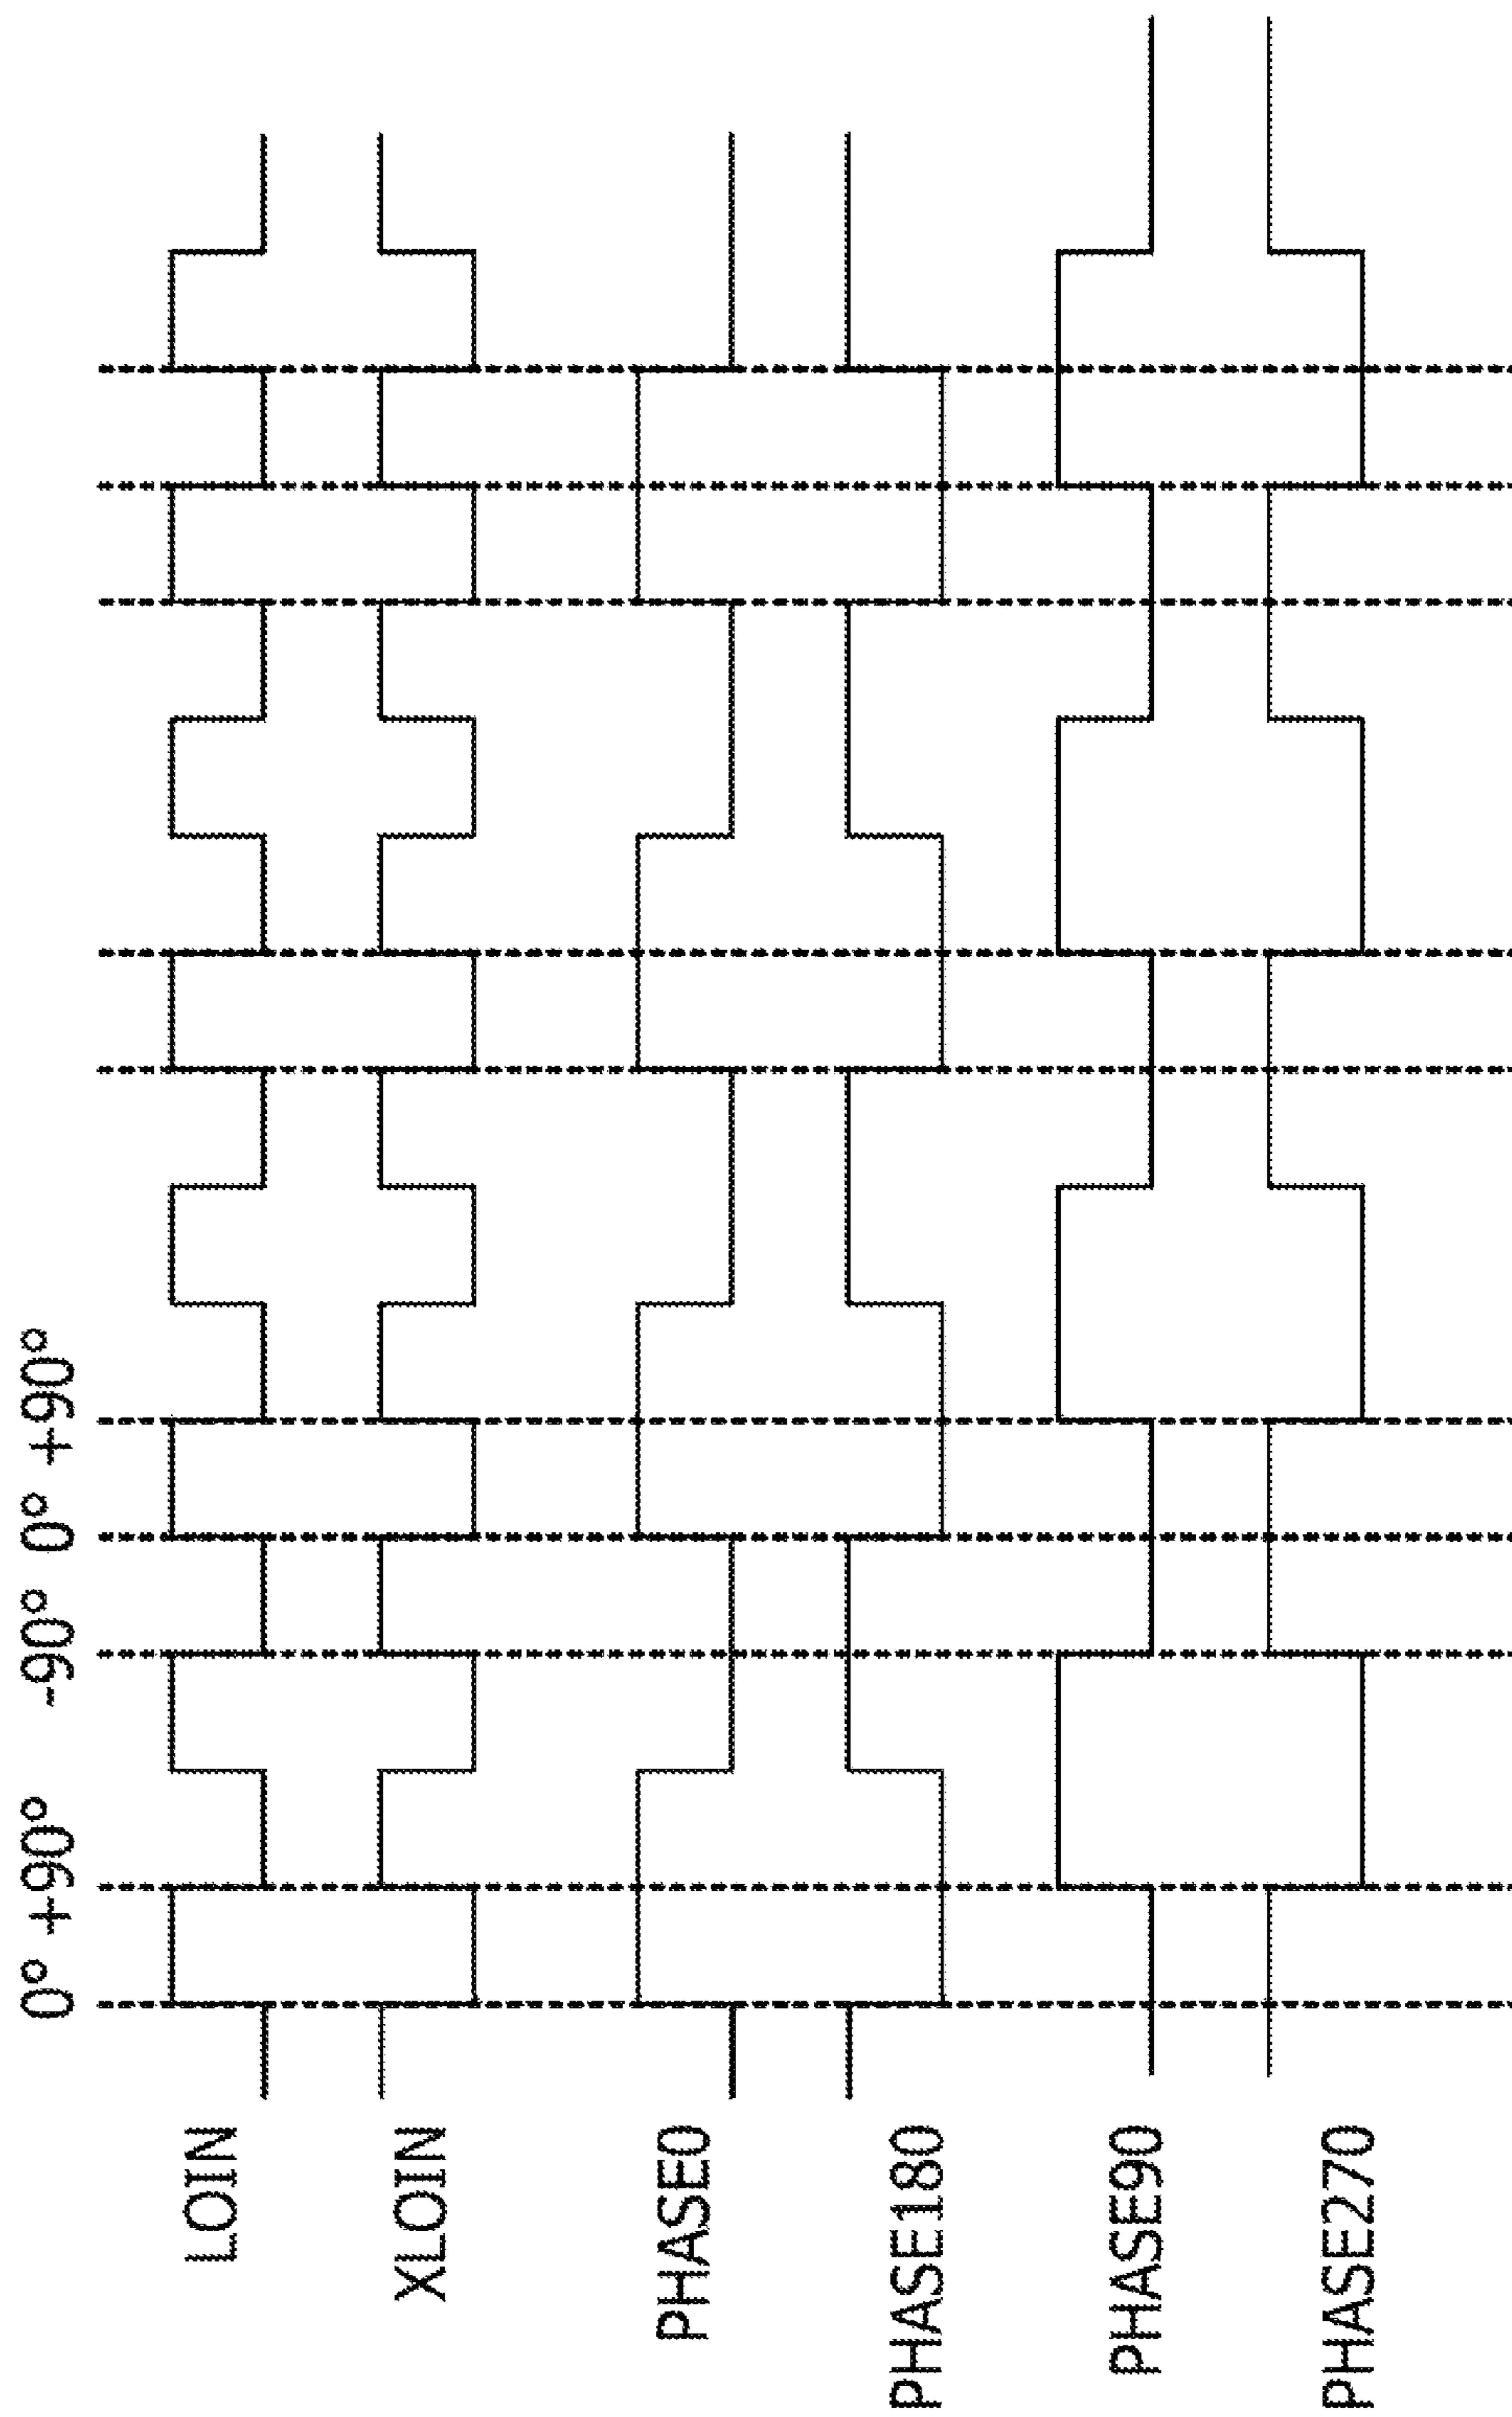 0° +90° -90° 0° +90°
LOIN
XLOIN
PHASE0
PHASE180
PHASE90
PHASE270